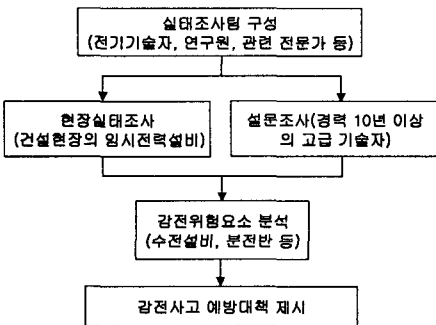 실태조사팀 구성
(전기기술자, 연구원, 관련 전문가 등)
현장실태조사
(건설현장의 임시전력설비)
설문조사(경력 10년 이상
의 고급 기술자)
감전위험요소 분석
(수전설비, 분전반 등)
감전사고 예방대책 제시